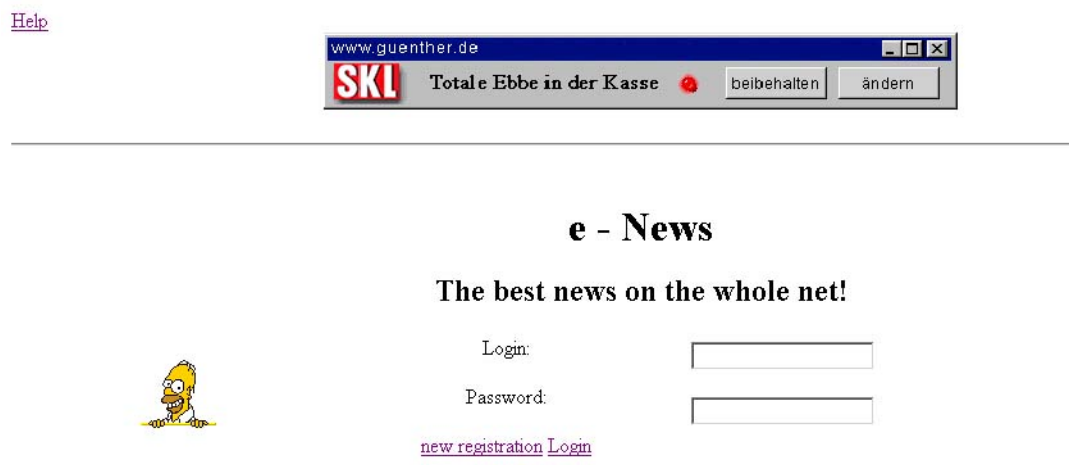 Help
www.guenther.de
SKL Totale Ebbe in der Kasse beibehalten ändern
e - News
The best news on the whole net!
Login:
Password:
new registration Login